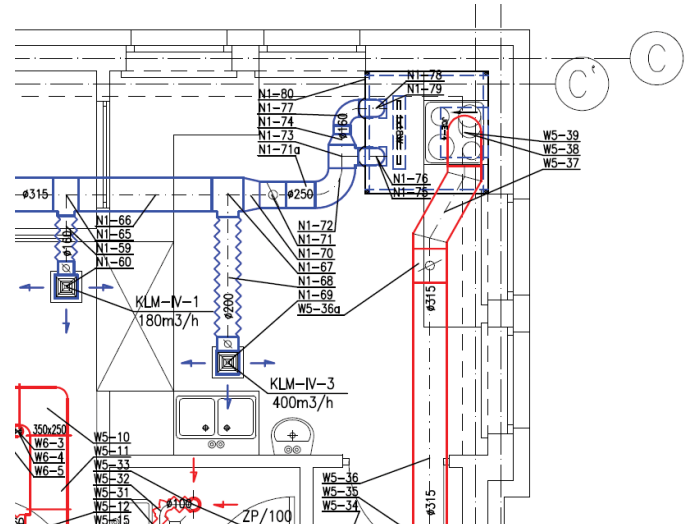 C
C'
N1-80
N1-77
N1-74
N1-73
N1-71a
N1-78
N1-79
ø160
N1-76
N1-75
W5-39
W5-38
W5-37
ø315
ø250
N1-66
N1-65
N1-59
N1-60
ø160
N1-72
N1-71
N1-70
N1-67
N1-68
N1-69
W5-36a
ø200
ø315
KLM-IV-1
180m3/h
KLM-IV-3
400m3/h
350x250
W6-3
W6-4
W6-5
W5-10
W5-11
W5-33
W5-32
W5-31
W5-12
W5-15
ø100
ZP/100
W5-36
W5-35
W5-34
ø315